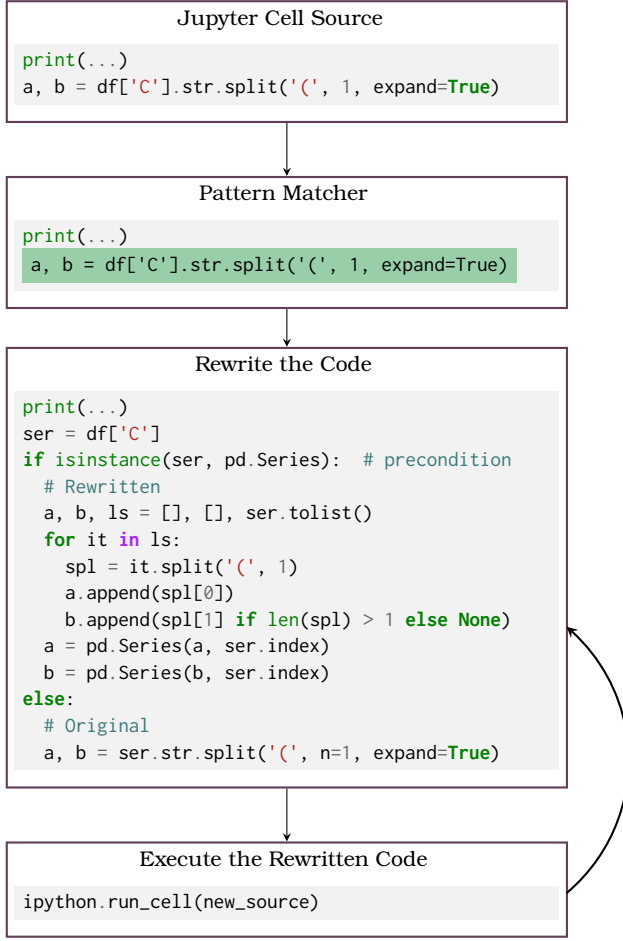 Jupyter Cell Source
print(...)
a, b = df['C'].str.split('(', 1, expand=True)
Pattern Matcher
print(...)
a, b = df['C'].str.split('(', 1, expand=True)
Rewrite the Code
print(...)
ser = df['C']
if isinstance(ser, pd.Series):  # precondition
  # Rewritten
  a, b, ls = [], [], ser.tolist()
  for it in ls:
    spl = it.split('(', 1)
    a.append(spl[0])
    b.append(spl[1] if len(spl) > 1 else None)
  a = pd.Series(a, ser.index)
  b = pd.Series(b, ser.index)
else:
  # Original
  a, b = ser.str.split('(', n=1, expand=True)
Execute the Rewritten Code
ipython.run_cell(new_source)